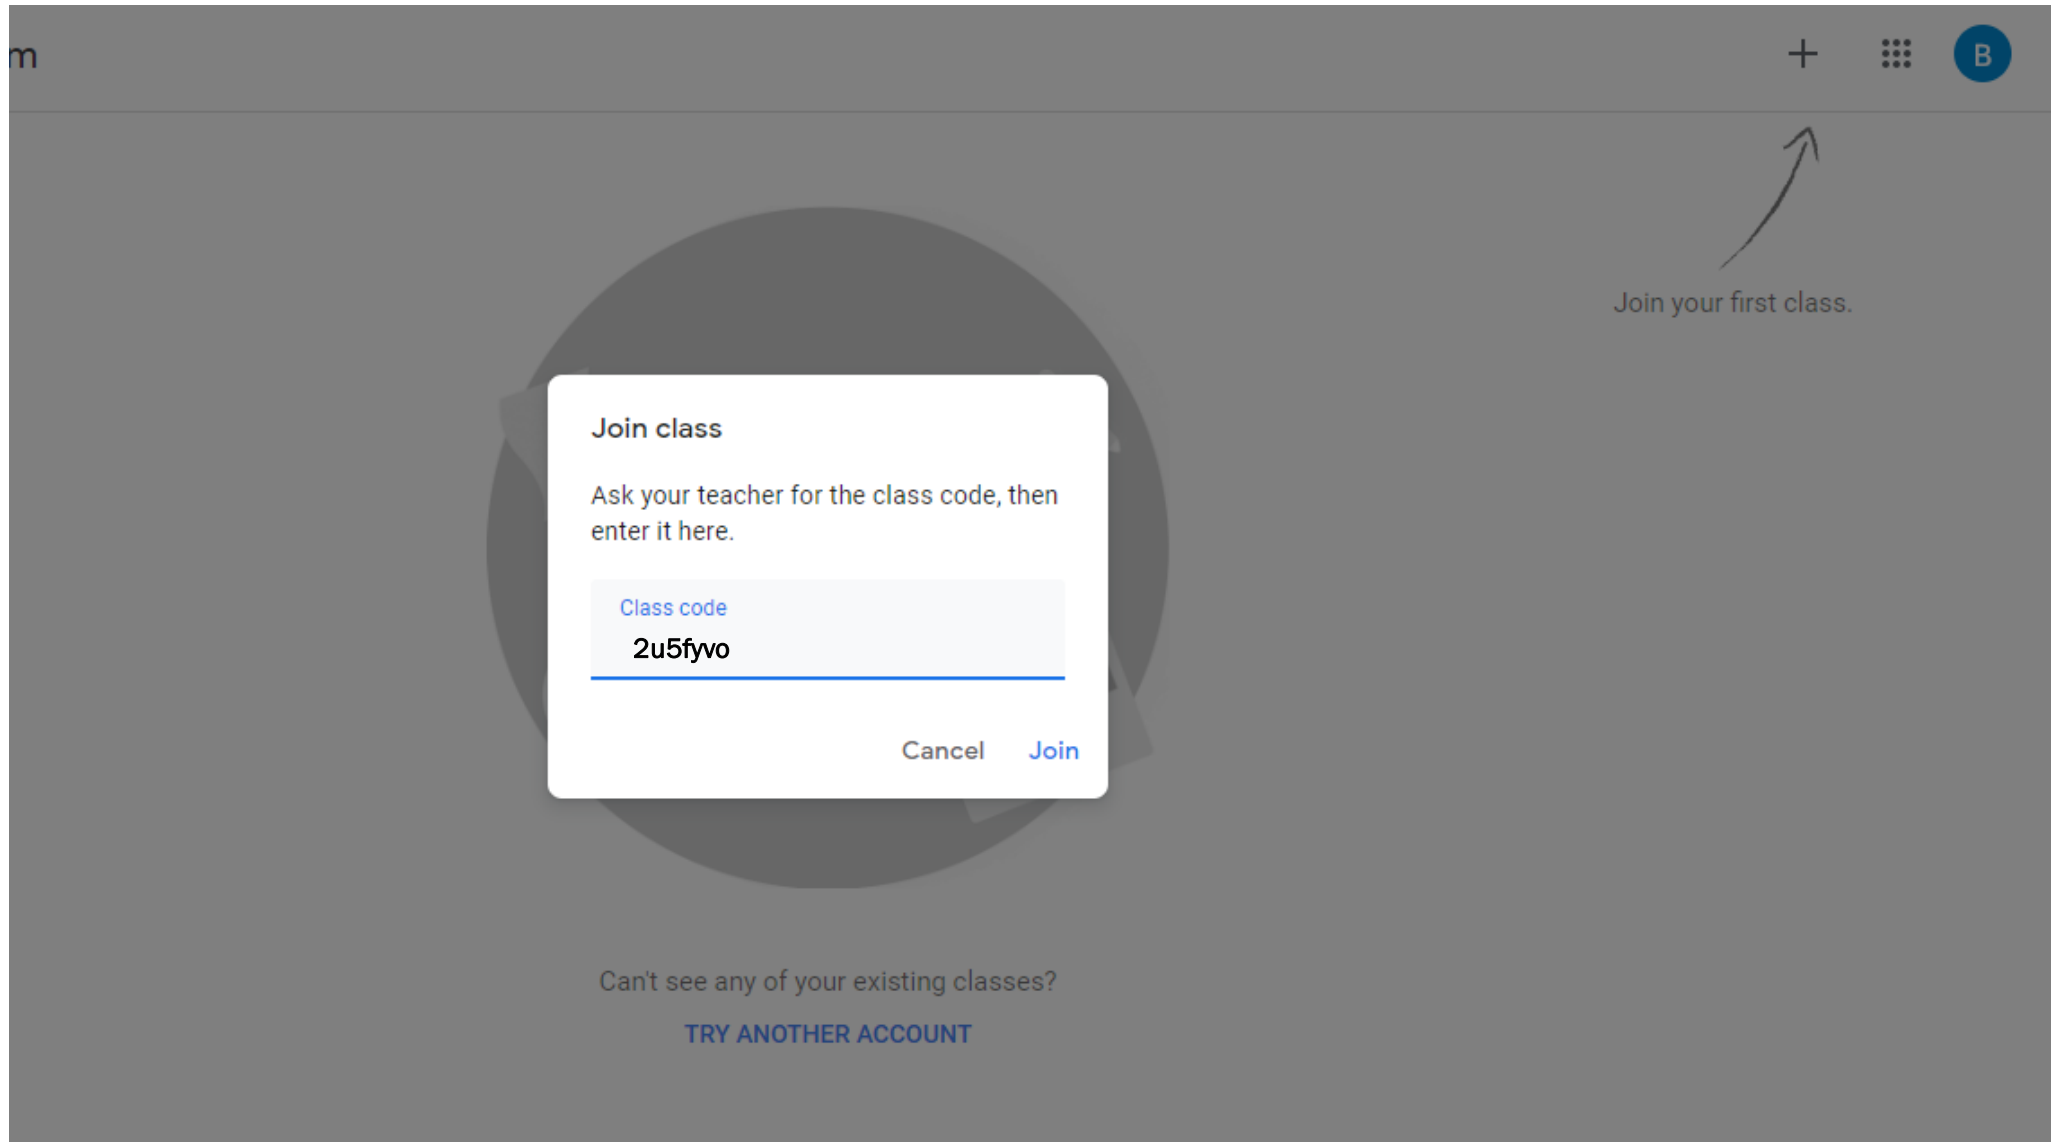 m
B
Join your first class.
Join class
Ask your teacher for the class code, then
enter it here.
Class code
2u5fyvo
Cancel Join
Can't see any of your existing classes?
TRY ANOTHER ACCOUNT